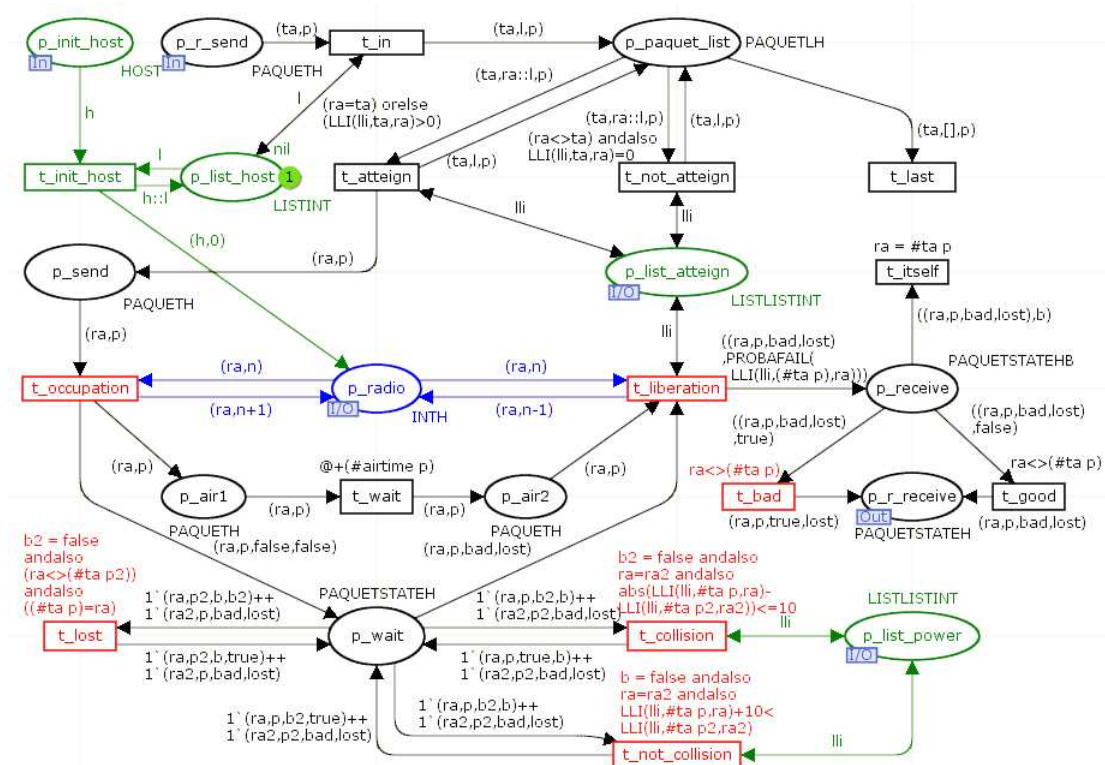 p_init_host
In
HOST
p_r_send
In
PAQUETH
(ta,p)
t_in
(ta,l,p)
p_paquet_list
PAQUETLH
h
l
(ra=ta) orelse
(LLI(lli,ta,ra)>0)
(ta,ra::l,p)
(ta,l,p)
(ta,ra::l,p)
(ra<>ta) andalso
LLI(lli,ta,ra)=0
(ta,l,p)
(ta,[],p)
t_init_host
l
h::l
p_list_host
nil
1
LISTINT
t_atteign
t_not_atteign
t_last
(h,0)
lli
lli
p_send
PAQUETH
(ra,p)
p_list_atteign
I/O
LISTLISTINT
ra = #ta p
t_itself
(ra,p)
lli
((ra,p,bad,lost)
,PROBAFAIL(
LLI(lli,(#ta p),ra)))
((ra,p,bad,lost),b)
PAQUETSTATEHB
t_occupation
(ra,n)
(ra,n+1)
p_radio
I/O
INTH
(ra,n)
(ra,n-1)
t_liberation
p_receive
(ra,p)
(ra,p)
((ra,p,bad,lost)
,true)
((ra,p,bad,lost)
,false)
p_air1
PAQUETH
(ra,p)
@+(#airtime p)
t_wait
(ra,p)
p_air2
PAQUETH
ra<>(#ta p)
t_bad
(ra,p,true,lost)
p_r_receive
Out
PAQUETSTATEH
ra<>(#ta p)
t_good
(ra,p,bad,lost)
(ra,p,false,false)
(ra,p,bad,lost)
b2 = false
andalso
(ra<>(#ta p2))
andalso
((#ta p)=ra)
t_lost
1`(ra,p2,b,b2)++
1`(ra2,p,bad,lost)
1`(ra,p2,b,true)++
1`(ra2,p,bad,lost)
PAQUETSTATEH
p_wait
1`(ra,p,b2,b)++
1`(ra2,p2,bad,lost)
1`(ra,p,true,b)++
1`(ra2,p2,bad,lost)
b2 = false andalso
ra=ra2 andalso
abs(LLI(lli,#ta p,ra)-
LLI(lli,#ta p2,ra2))<=10
t_collision
lli
LISTLISTINT
p_list_power
I/O
1`(ra,p,b2,true)++
1`(ra2,p2,bad,lost)
1`(ra,p,b2,b)++
1`(ra2,p2,bad,lost)
b = false andalso
ra=ra2 andalso
LLI(lli,#ta p,ra)+10<
LLI(lli,#ta p2,ra2)
t_not_collision
lli